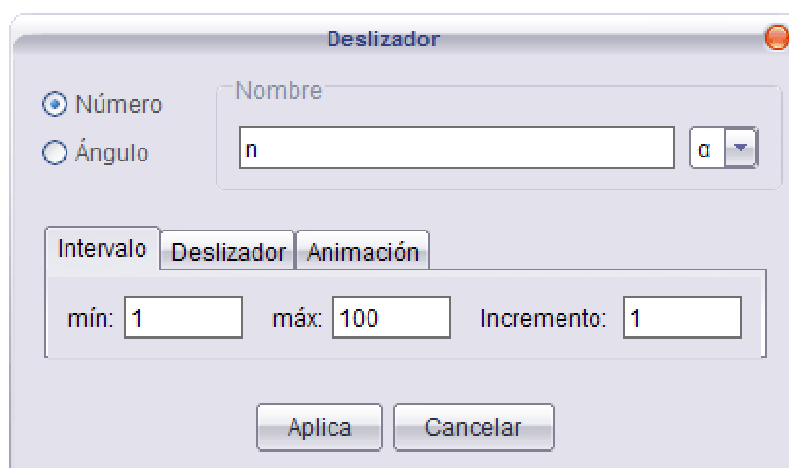 Deslizador
Número
Nombre
Ángulo
n α
Intervalo Deslizador Animación
mín: 1 máx: 100 Incremento: 1
Aplica Cancelar